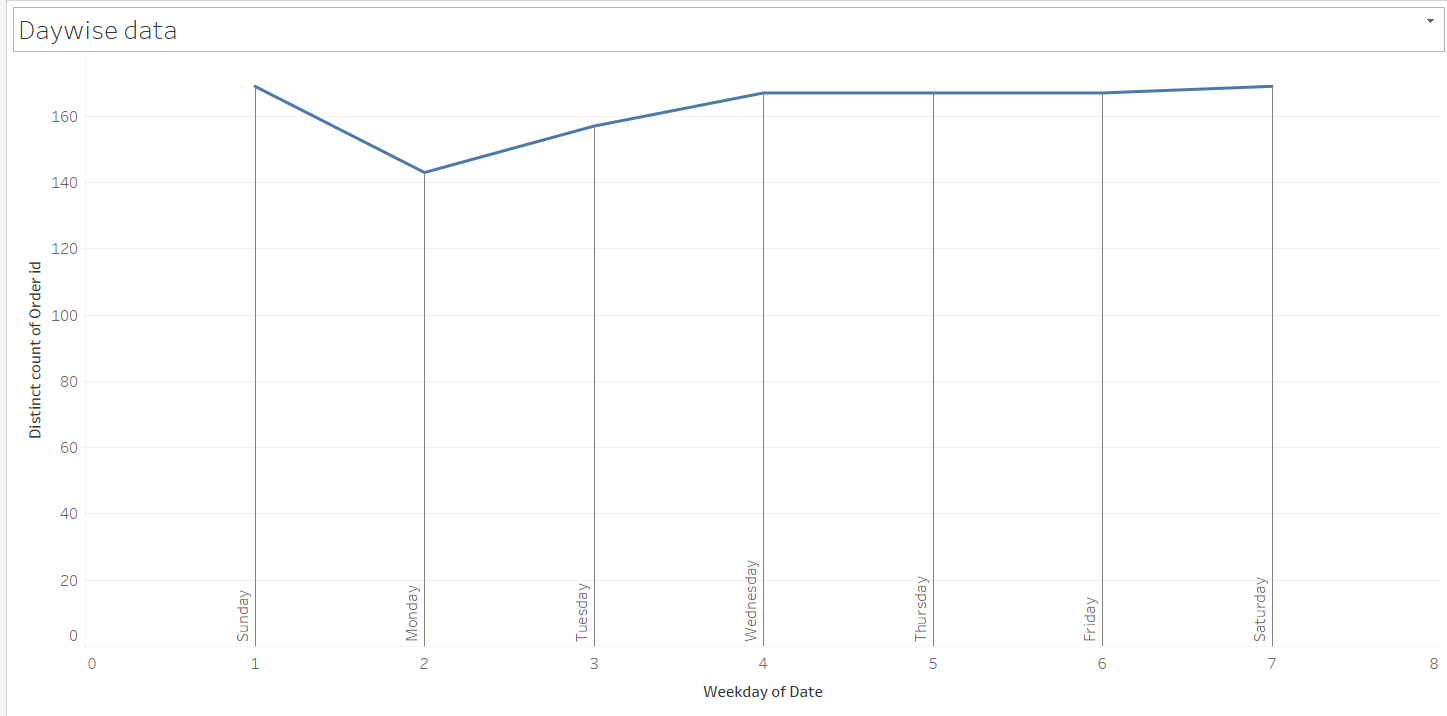 Daywise data
160
140
120
100
80
60
40
20
0
Distinct count of Order id
Sunday
Monday
Tuesday
Wednesday
Thursday
Friday
Saturday
0 1 2 3 4 5 6 7 8
Weekday of Date